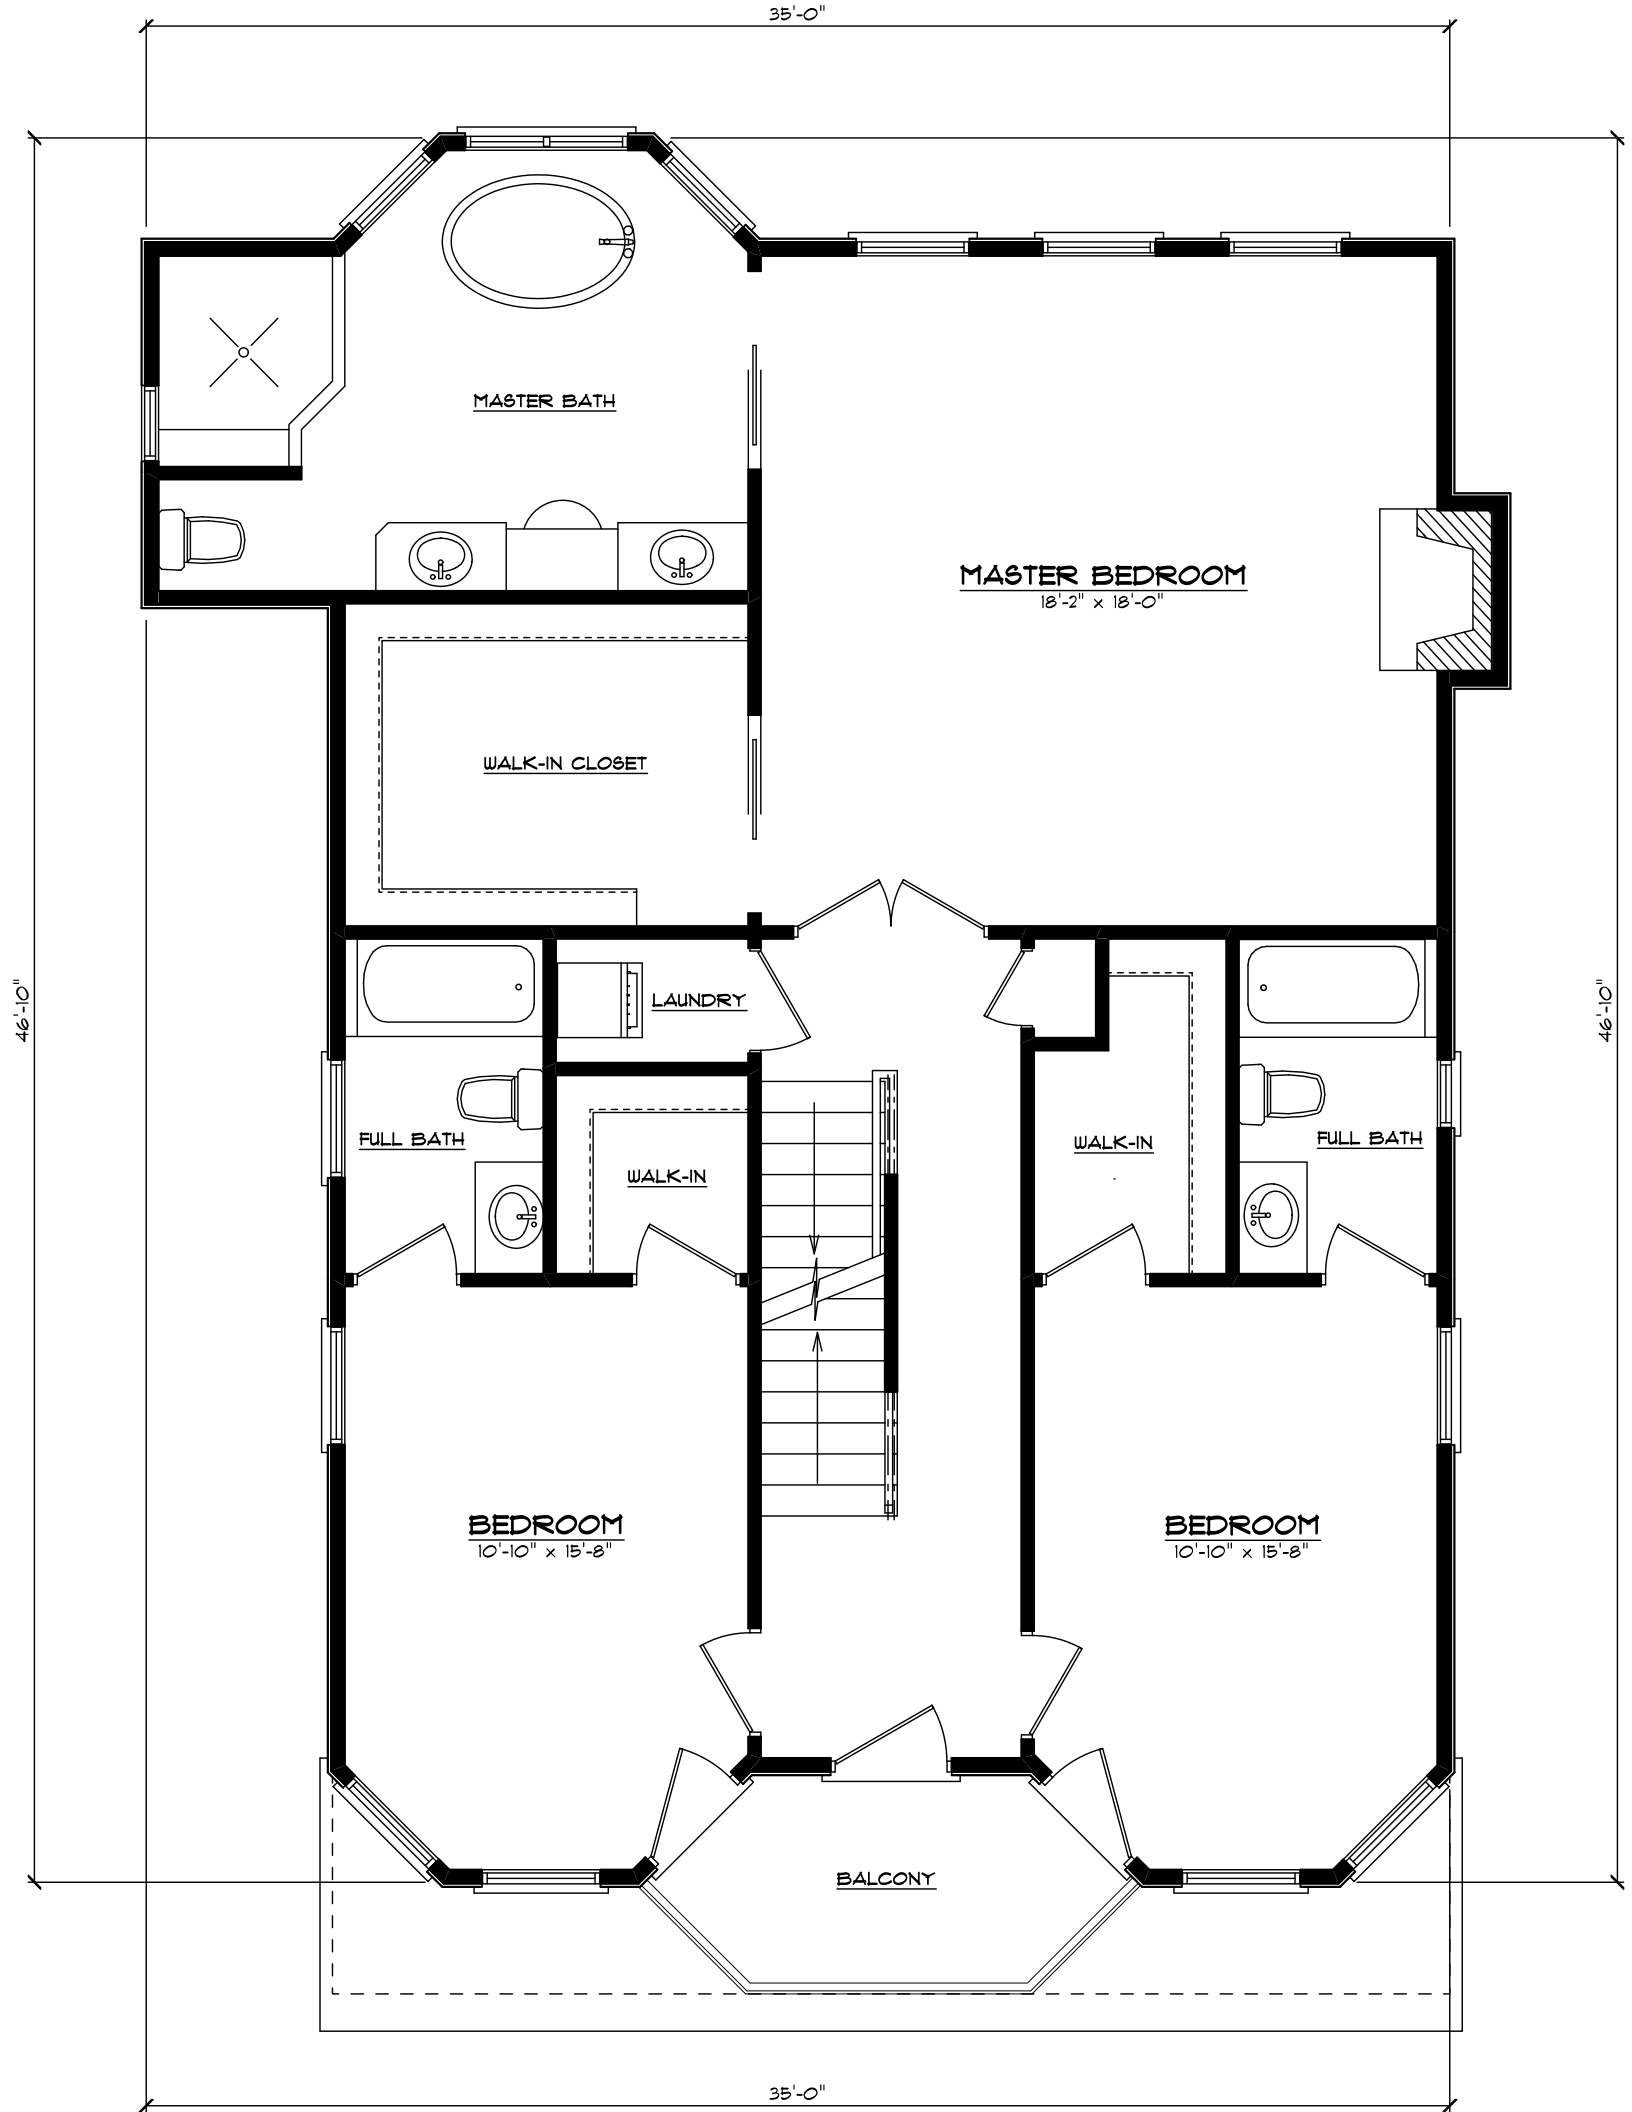 35'-0"
MASTER BATH
MASTER BEDROOM
18'-2" x 18'-0"
WALK-IN CLOSET
46'-10"
LAUNDRY
46'-10"
FULL BATH
WALK-IN
WALK-IN
FULL BATH
BEDROOM
10'-10" x 15'-8"
BEDROOM
10'-10" x 15'-8"
BALCONY
35'-0"